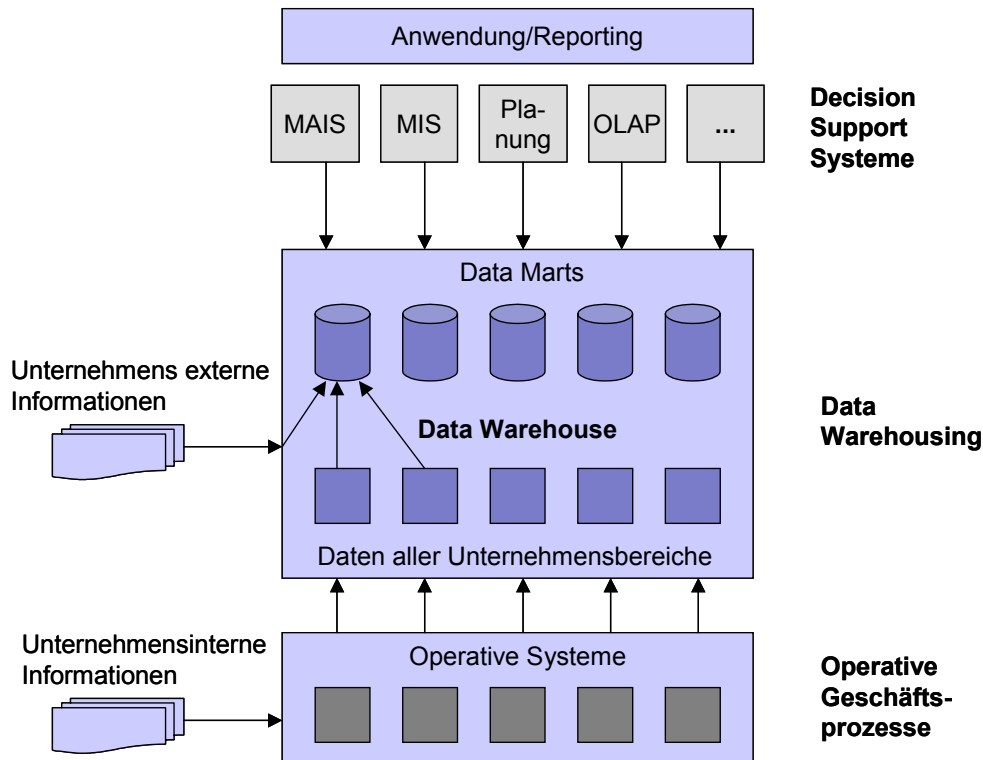 Anwendung/Reporting
MAIS
MIS
Pla-
nung
OLAP
...
Decision
Support
Systeme
Data Marts
Unternehmens externe
Informationen
Data Warehouse
Data
Warehousing
Daten aller Unternehmensbereiche
Unternehmensinterne
Informationen
Operative Systeme
Operative
Geschäfts-
prozesse